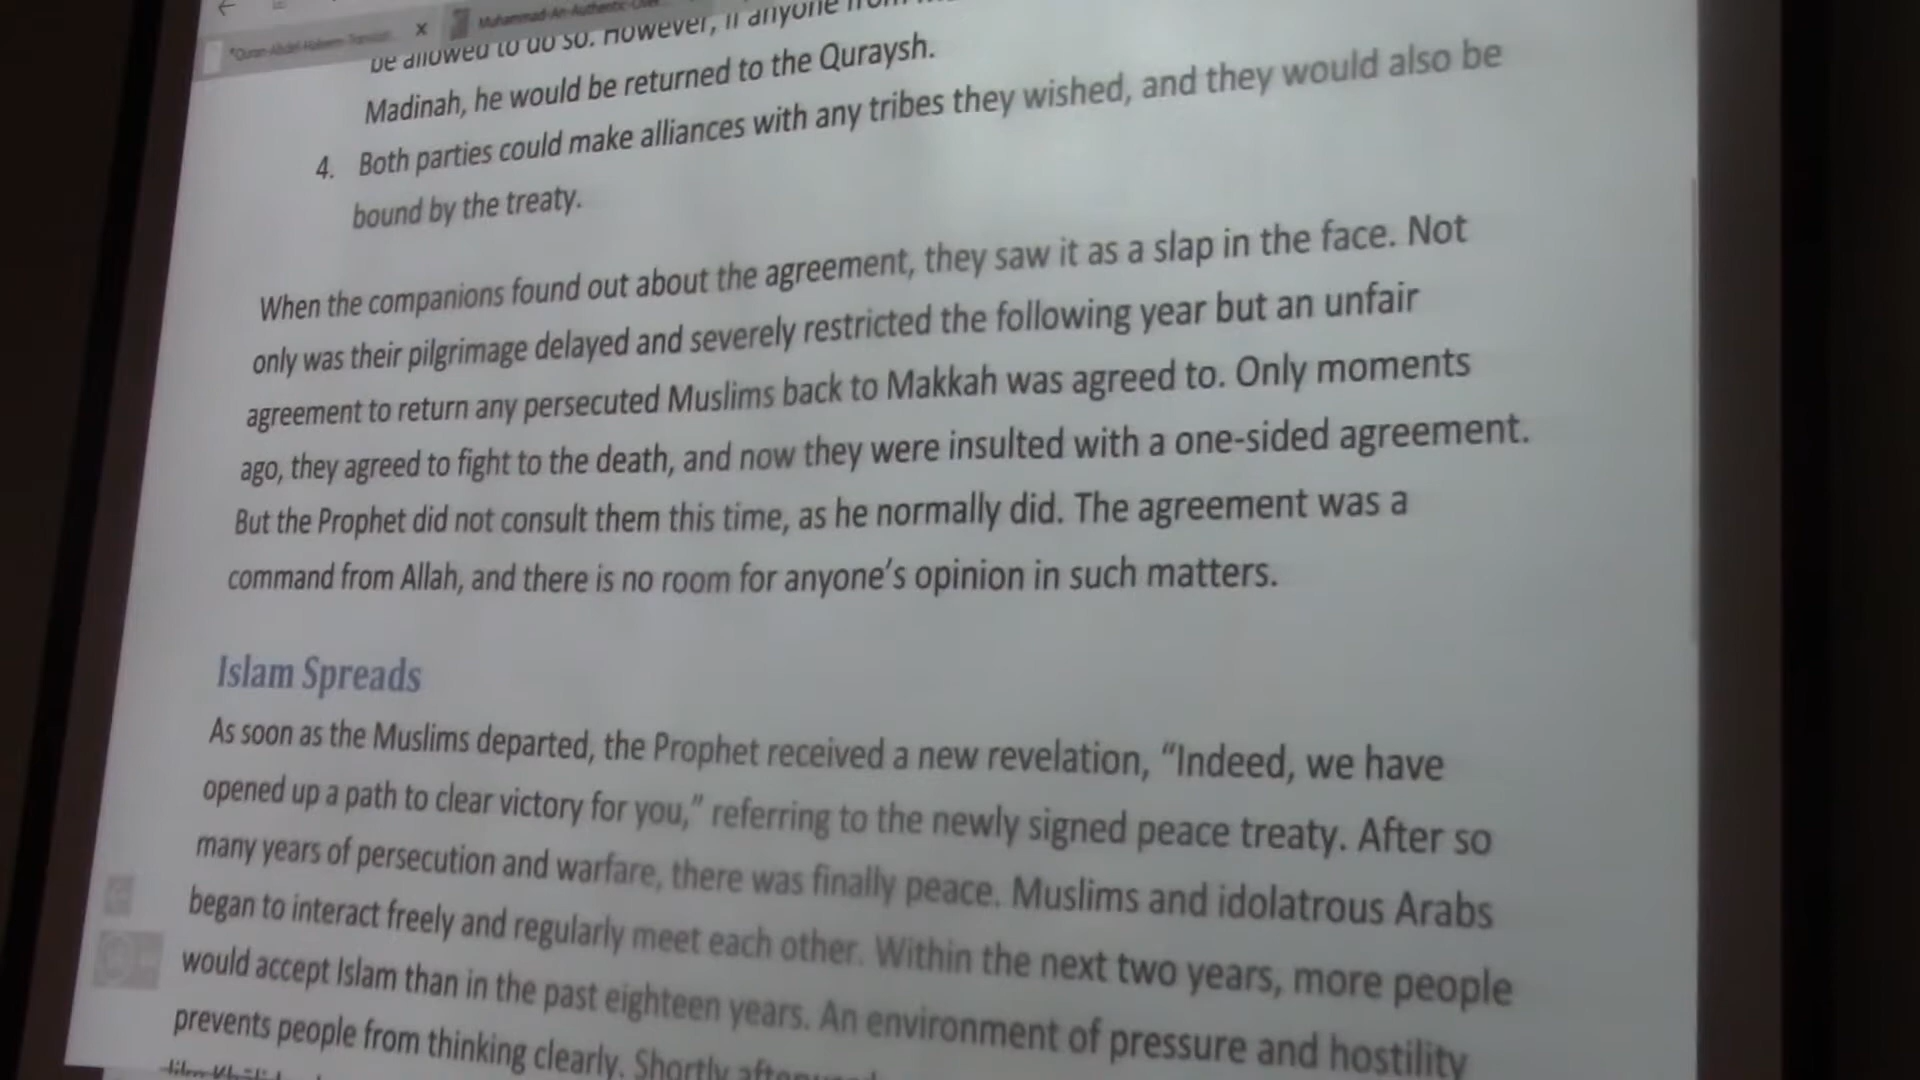 be allowed to do so. However, if anyone
Madinah, he would be returned to the Quraysh.
4. Both parties could make alliances with any tribes they wished, and they would also be
bound by the treaty.
When the companions found out about the agreement, they saw it as a slap in the face. Not
only was their pilgrimage delayed and severely restricted the following year but an unfair
agreement to return any persecuted Muslims back to Makkah was agreed to. Only moments
ago, they agreed to fight to the death, and now they were insulted with a one-sided agreement.
But the Prophet did not consult them this time, as he normally did. The agreement was a
command from Allah, and there is no room for anyone's opinion in such matters.
Islam Spreads
As soon as the Muslims departed, the Prophet received a new revelation, “Indeed, we have
opened up a path to clear victory for you,” referring to the newly signed peace treaty. After so
many years of persecution and warfare, there was finally peace. Muslims and idolatrous Arabs
began to interact freely and regularly meet each other. Within the next two years, more people
would accept Islam than in the past eighteen years. An environment of pressure and hostility
prevents people from thinking clearly. Shortly